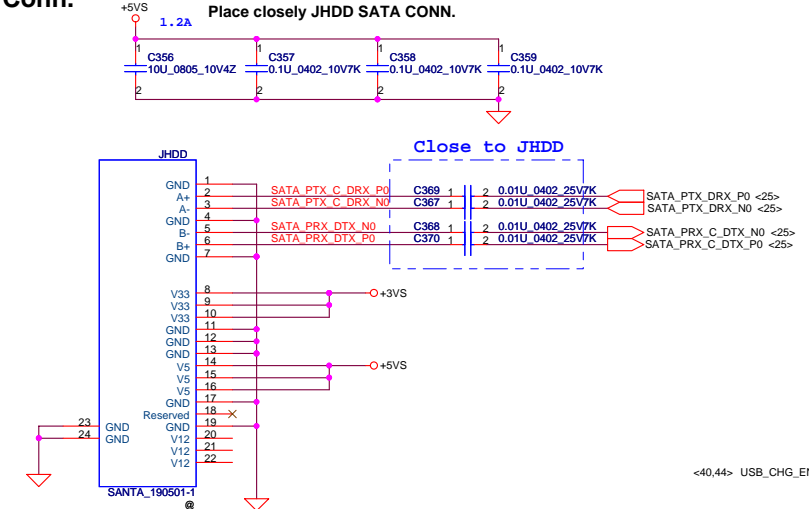 Conn.
+5VS
1.2A
Place closely JHDD SATA CONN.
1 1 1 1
C356 C357 C358 C359
10U_0805_10V4Z 0.1U_0402_10V7K 0.1U_0402_10V7K 0.1U_0402_10V7K
2 2 2 2
Close to JHDD
JHDD
GND 1
A+ 2 SATA_PTX_C_DRX_P0 C369 1 2 0.01U_0402_25V7K SATA_PTX_DRX_P0 <25>
A- 3 SATA_PTX_C_DRX_N0 C367 1 2 0.01U_0402_25V7K SATA_PTX_DRX_N0 <25>
GND 4
B- 5 SATA_PRX_DTX_N0 C368 1 2 0.01U_0402_25V7K SATA_PRX_C_DTX_N0 <25>
B+ 6 SATA_PRX_DTX_P0 C370 1 2 0.01U_0402_25V7K SATA_PRX_C_DTX_P0 <25>
GND 7
V33 8 +3VS
V33 9
V33 10
GND 11
GND 12
GND 13
V5 14 +5VS
V5 15
V5 16
GND 17
Reserved 18
23 GND GND 19
24 GND V12 20
V12 21
V12 22
<40,44> USB_CHG_EN
SANTA_190501-1
@